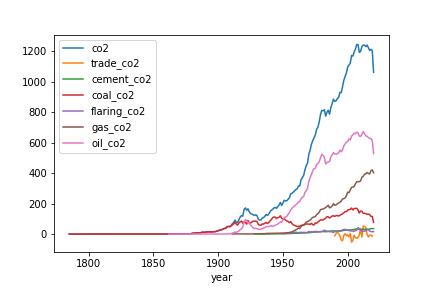 1200
1000
800
600
400
200
0
co2
trade_co2
cement_co2
coal_co2
flaring_co2
gas_co2
oil_co2
1800
1850
1900
1950
2000
year